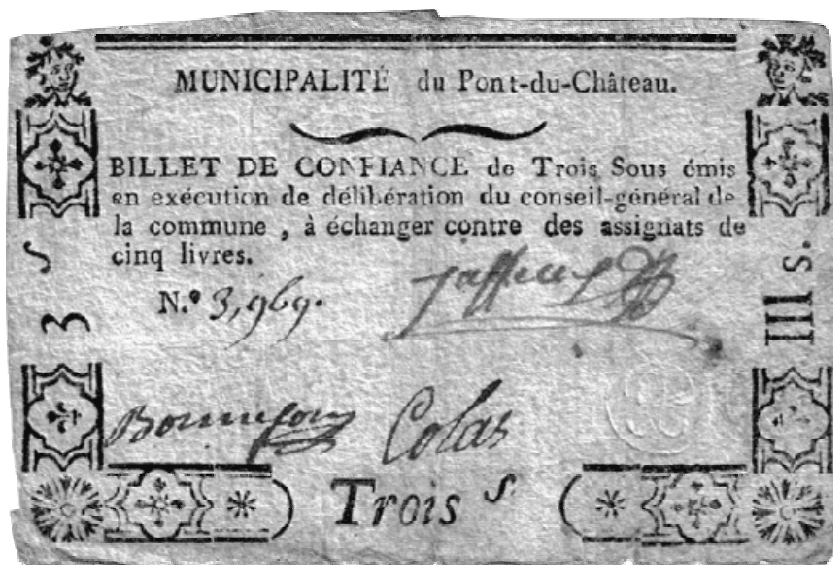 MUNICIPALITÉ du Pont-du-Château.
BILLET DE CONFIANCE de Trois Sous émis
en exécution de délibération du conseil-général de
la commune , à échanger contre des assignats de
cinq livres.
N.º 3,969.
Colas
Trois s
3 S
III s.